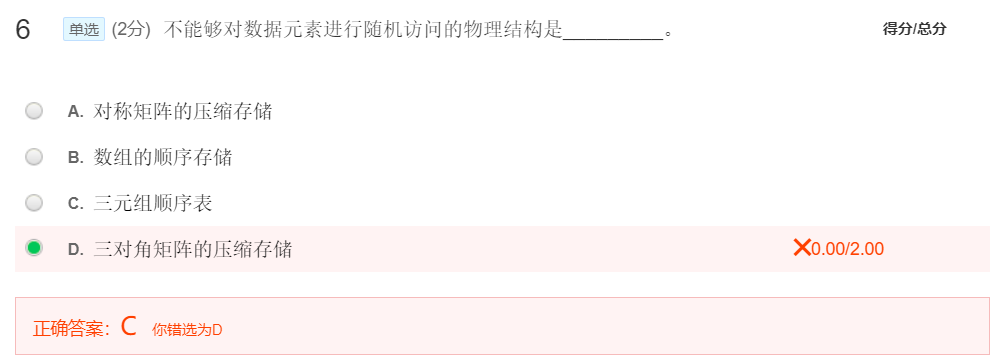 6 单选 (2分) 不能够对数据元素进行随机访问的物理结构是__________。 得分/总分
A. 对称矩阵的压缩存储
B. 数组的顺序存储
C. 三元组顺序表
D. 三对角矩阵的压缩存储 ✕0.00/2.00
正确答案：C 你错选为D